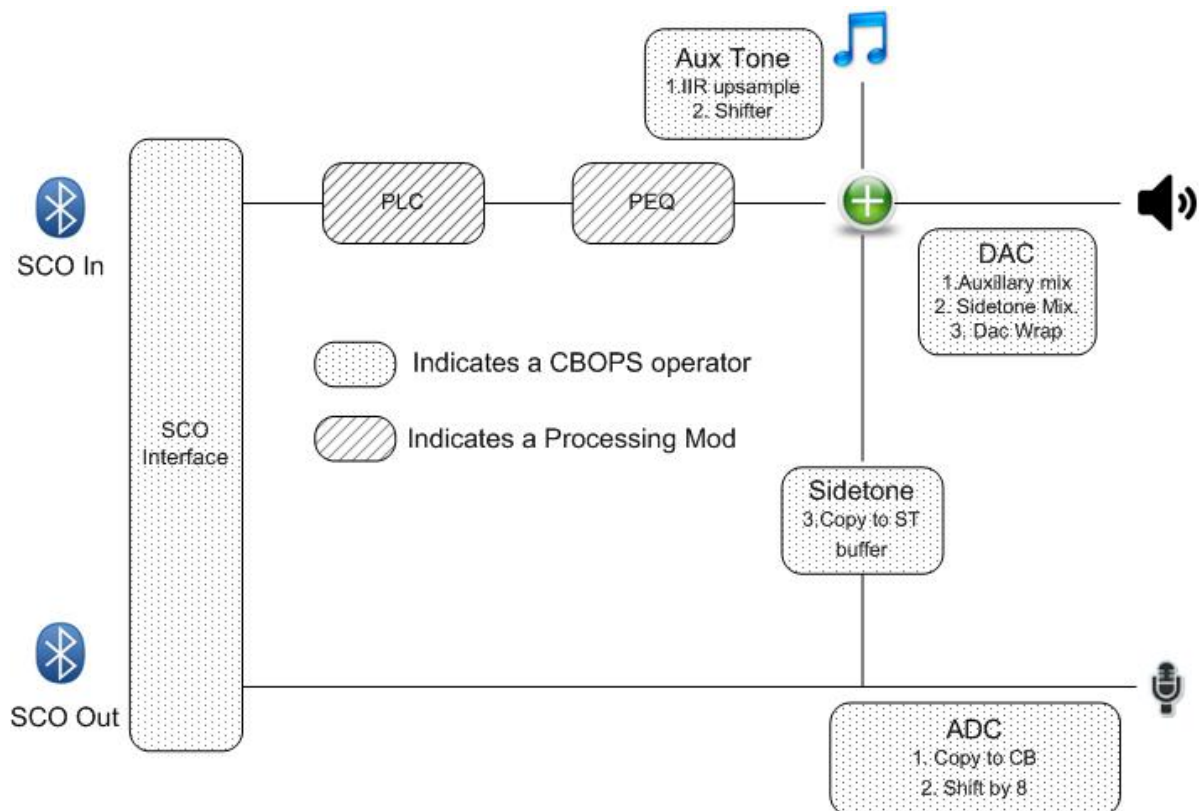 Aux Tone
1.IIR upsample
2. Shifter
SCO In
PLC
PEQ
DAC
1.Auxillary mix
2. Sidetone Mix.
3. Dac Wrap
Indicates a CBOPS operator
Indicates a Processing Mod
SCO
Interface
Sidetone
3.Copy to ST
buffer
SCO Out
ADC
1. Copy to CB
2. Shift by 8